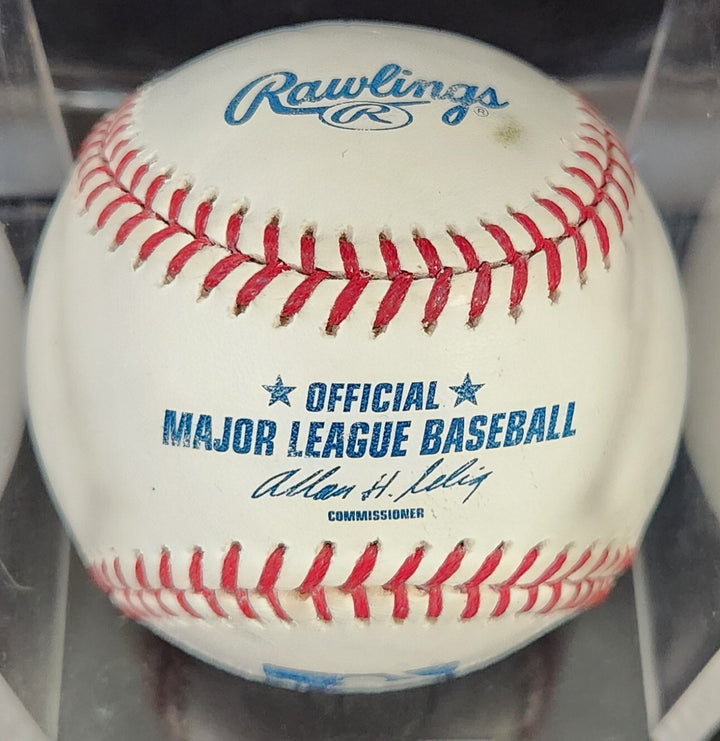 Rawlings ®
R
★ OFFICIAL ★
MAJOR LEAGUE BASEBALL
Allan H. Selig
COMMISSIONER